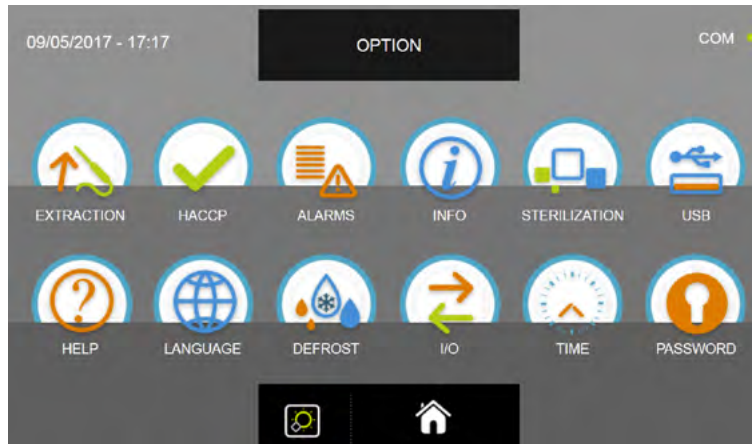 09/05/2017 - 17:17
OPTION
COM
EXTRACTION
HACCP
ALARMS
INFO
STERILIZATION
USB
HELP
LANGUAGE
DEFROST
I/O
TIME
PASSWORD